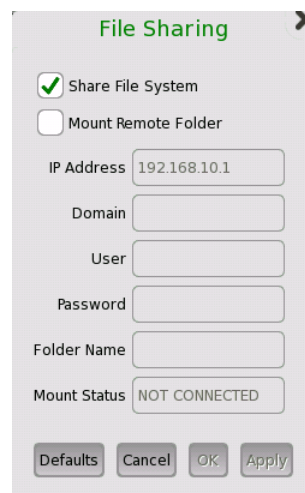 File Sharing
Share File System
Mount Remote Folder
IP Address 192.168.10.1
Domain
User
Password
Folder Name
Mount Status NOT CONNECTED
Defaults Cancel OK Apply